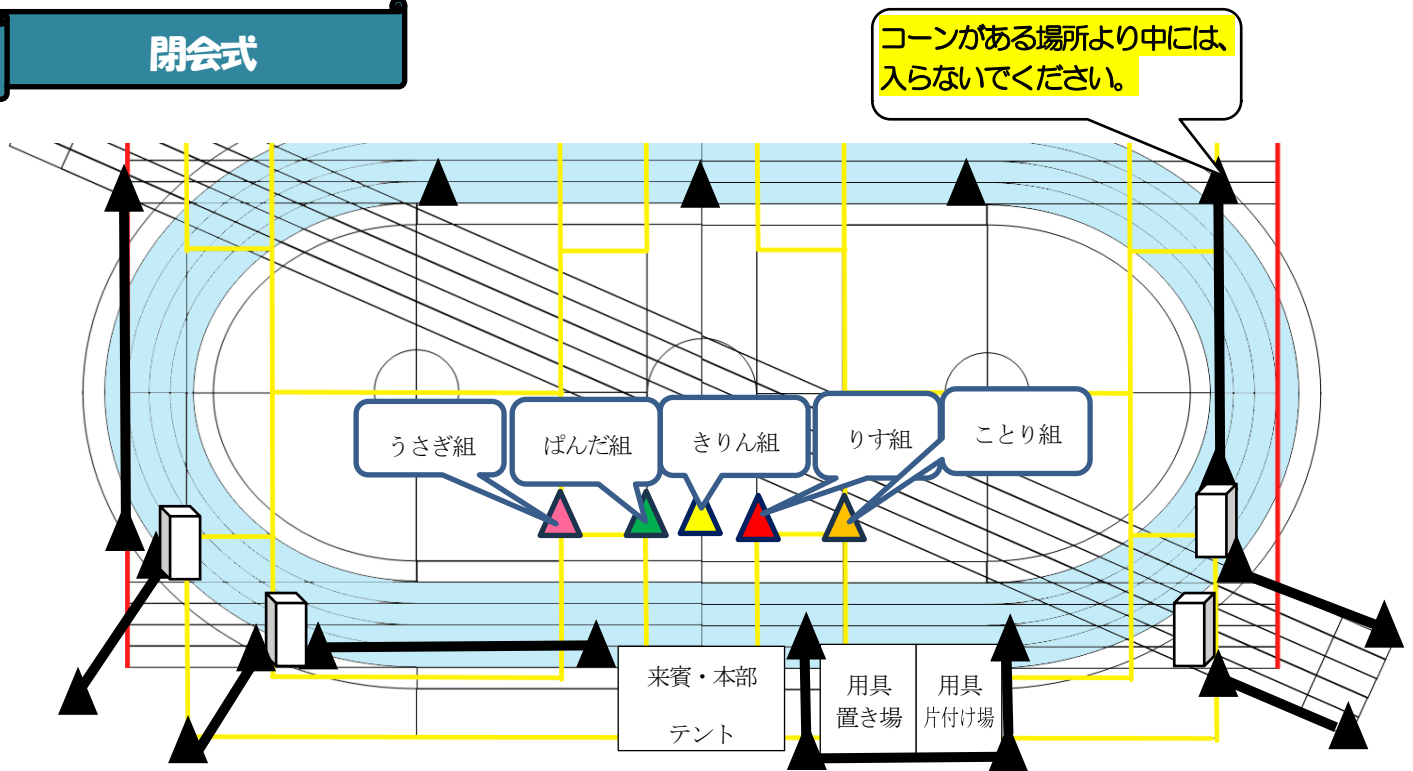 閉会式
コーンがある場所より中には、
入らないでください。
うさぎ組
ぱんだ組
きりん組
りす組
ことり組
来賓・本部
テント
用具
置き場
用具
片付け場